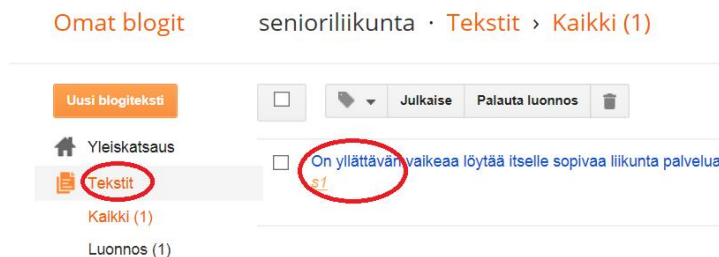 Omat blogit
senioriliikunta · Tekstit › Kaikki (1)
Uusi blogiteksti
Julkaise
Palauta luonnos
Yleiskatsaus
On yllättävän vaikeaa löytää itselle sopivaa liikunta palvelua
s1
Tekstit
Kaikki (1)
Luonnos (1)